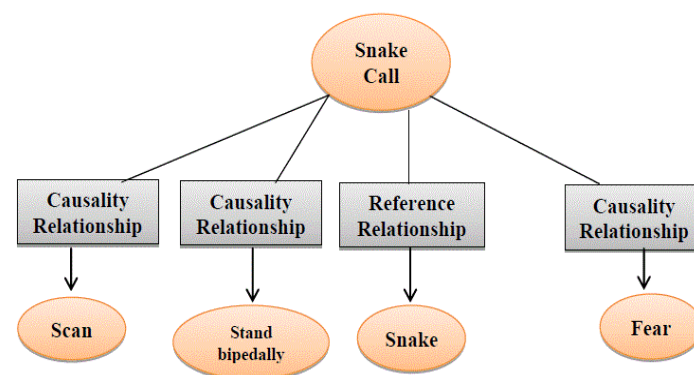 Snake
Call
Causality
Relationship
Causality
Relationship
Reference
Relationship
Causality
Relationship
Scan
Stand
bipedally
Snake
Fear